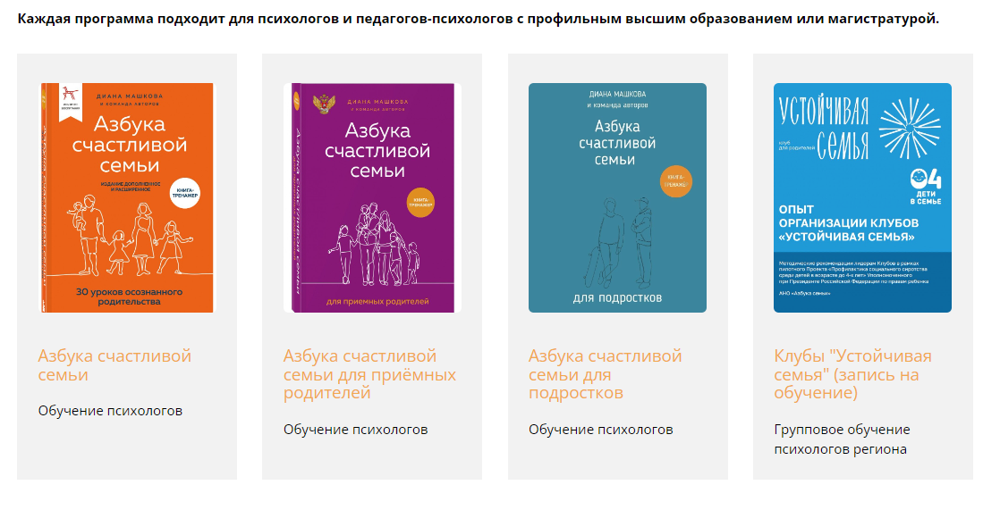 Каждая программа подходит для психологов и педагогов-психологов с профильным высшим образованием или магистратурой.
ДИАНА МАШКОВА
И КОМАНДА АВТОРОВ
Азбука
счастливой
семьи
ИЗДАНИЕ ДОПОЛНЕННОЕ
И РАСШИРЕННОЕ
КНИГА-
ТРЕНАЖЕР
30 уроков осознанного
родительства
ДИАНА МАШКОВА
И КОМАНДА АВТОРОВ
Азбука
счастливой
семьи
КНИГА-
ТРЕНАЖЕР
для приемных родителей
ДИАНА МАШКОВА
и команда авторов
Азбука
счастливой
семьи
КНИГА-
ТРЕНАЖЕР
для подростков
УСТОЙЧИВАЯ
клуб
для родителей
СЕМЬЯ
04
ДЕТИ
В СЕМЬЕ
ОПЫТ
ОРГАНИЗАЦИИ КЛУБОВ
«УСТОЙЧИВАЯ СЕМЬЯ»
Методические рекомендации лидерам Клубов в рамках
пилотного Проекта «Профилактика социального сиротства
среди детей в возрасте до 4-х лет» Уполномоченного
при Президенте Российской Федерации по правам ребенка
АНО «Азбука семьи»
Азбука счастливой
семьи
Обучение психологов
Азбука счастливой
семьи для приёмных
родителей
Обучение психологов
Азбука счастливой
семьи для
подростков
Обучение психологов
Клубы "Устойчивая
семья" (запись на
обучение)
Групповое обучение
психологов региона